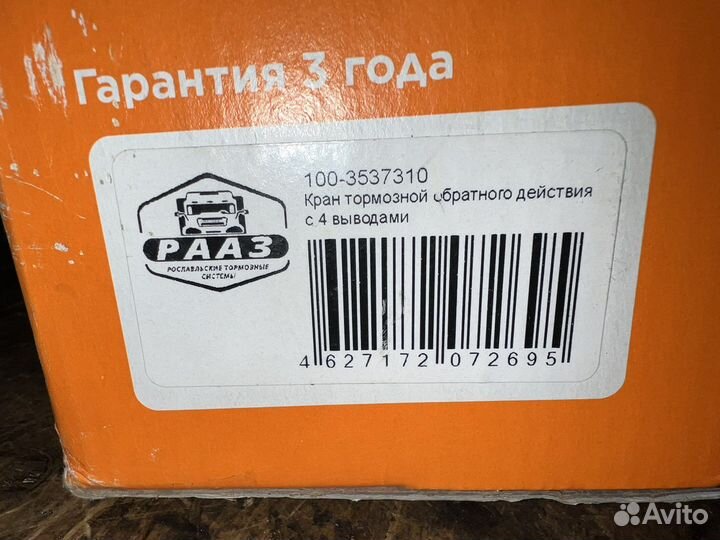 Гарантия 3 года
100-3537310
Кран тормозной обратного действия
с 4 выводами
РААЗ
РОСЛАВЛЬСКИЕ ТОРМОЗНЫЕ
СИСТЕМЫ
4 627172 072695
Avito